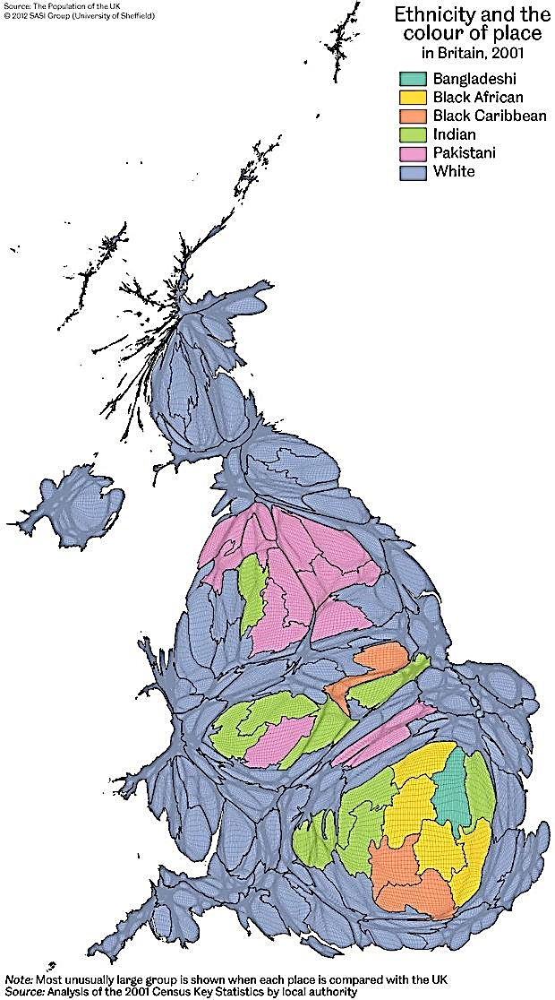 Source: The Population of the UK
© 2012 SASI Group (University of Sheffield)
Ethnicity and the
colour of place
in Britain, 2001
Bangladeshi
Black African
Black Caribbean
Indian
Pakistani
White
Note: Most unusually large group is shown when each place is compared with the UK
Source: Analysis of the 2001 Census Key Statistics by local authority